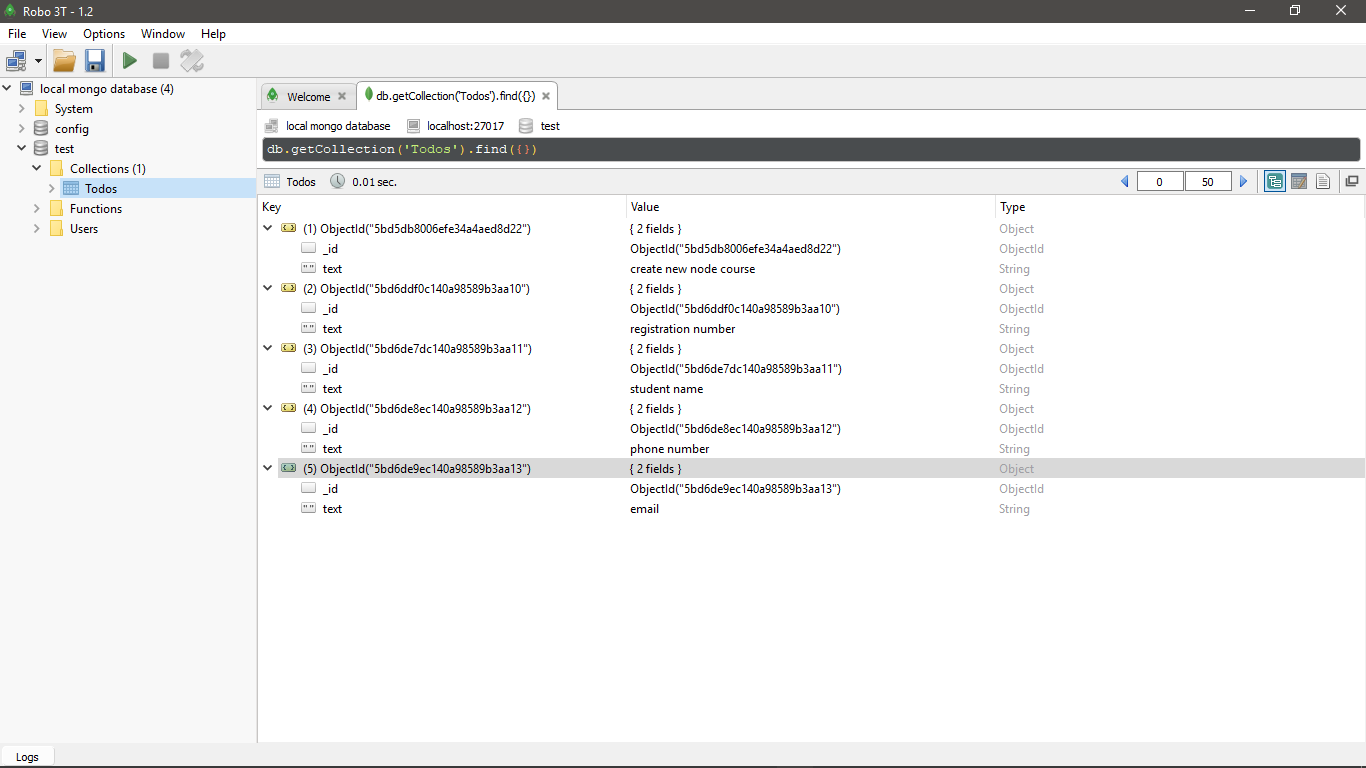 Robo 3T - 1.2
File View Options Window Help
local mongo database (4)
System
config
test
Collections (1)
Todos
Functions
Users
Welcome db.getCollection('Todos').find({})
local mongo database localhost:27017 test
db.getCollection('Todos').find({})
Todos 0.01 sec. 0 50
Key Value Type
(1) ObjectId("5bd5db8006efe34a4aed8d22") { 2 fields } Object
_id ObjectId("5bd5db8006efe34a4aed8d22") ObjectId
"" text create new node course String
(2) ObjectId("5bd6ddf0c140a98589b3aa10") { 2 fields } Object
_id ObjectId("5bd6ddf0c140a98589b3aa10") ObjectId
"" text registration number String
(3) ObjectId("5bd6de7dc140a98589b3aa11") { 2 fields } Object
_id ObjectId("5bd6de7dc140a98589b3aa11") ObjectId
"" text student name String
(4) ObjectId("5bd6de8ec140a98589b3aa12") { 2 fields } Object
_id ObjectId("5bd6de8ec140a98589b3aa12") ObjectId
"" text phone number String
(5) ObjectId("5bd6de9ec140a98589b3aa13") { 2 fields } Object
_id ObjectId("5bd6de9ec140a98589b3aa13") ObjectId
"" text email String
Logs